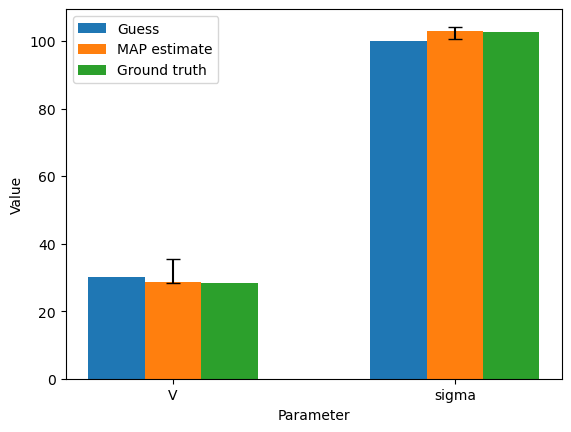 Guess
MAP estimate
Ground truth
100
80
60
40
20
0
Value
V
sigma
Parameter